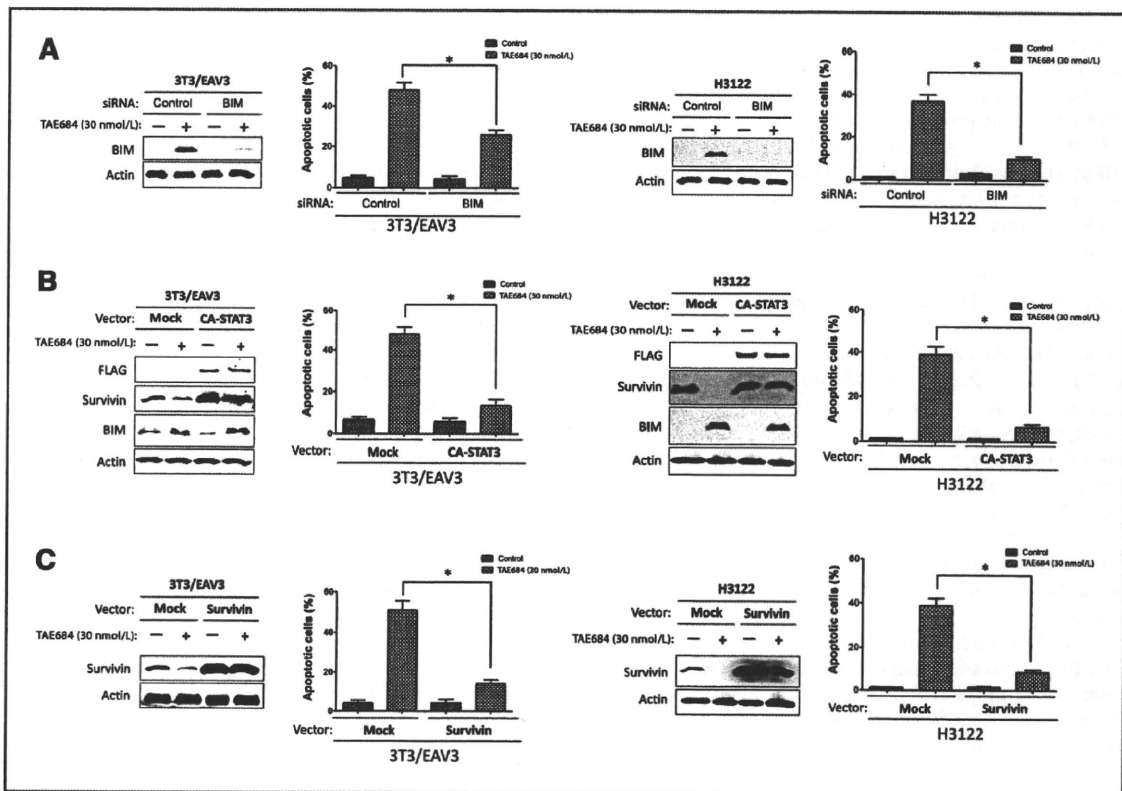 A
3T3/EAV3
siRNA: Control BIM
TAE684 (30 nmol/L): — + — +
BIM
Actin
Control
TAE684 (30 nmol/L)
Apoptotic cells (%)
60
40
20
0
*
siRNA: Control BIM
3T3/EAV3
H3122
siRNA: Control BIM
TAE684 (30 nmol/L): — + — +
BIM
Actin
Control
TAE684 (30 nmol/L)
Apoptotic cells (%)
60
40
20
0
*
siRNA: Control BIM
H3122
B
3T3/EAV3
Vector: Mock CA-STAT3
TAE684 (30 nmol/L): — + — +
FLAG
Survivin
BIM
Actin
Control
TAE684 (30 nmol/L)
Apoptotic cells (%)
60
40
20
0
*
Vector: Mock CA-STAT3
3T3/EAV3
H3122
Vector: Mock CA-STAT3
TAE684 (30 nmol/L): — + — +
FLAG
Survivin
BIM
Actin
Control
TAE684 (30 nmol/L)
Apoptotic cells (%)
60
40
20
0
*
Vector: Mock CA-STAT3
H3122
C
3T3/EAV3
Vector: Mock Survivin
TAE684 (30 nmol/L): — + — +
Survivin
Actin
Control
TAE684 (30 nmol/L)
Apoptotic cells (%)
60
40
20
0
*
Vector: Mock Survivin
3T3/EAV3
H3122
Vector: Mock Survivin
TAE684 (30 nmol/L): — + — +
Survivin
Actin
Control
TAE684 (30 nmol/L)
Apoptotic cells (%)
60
40
20
0
*
Vector: Mock Survivin
H3122